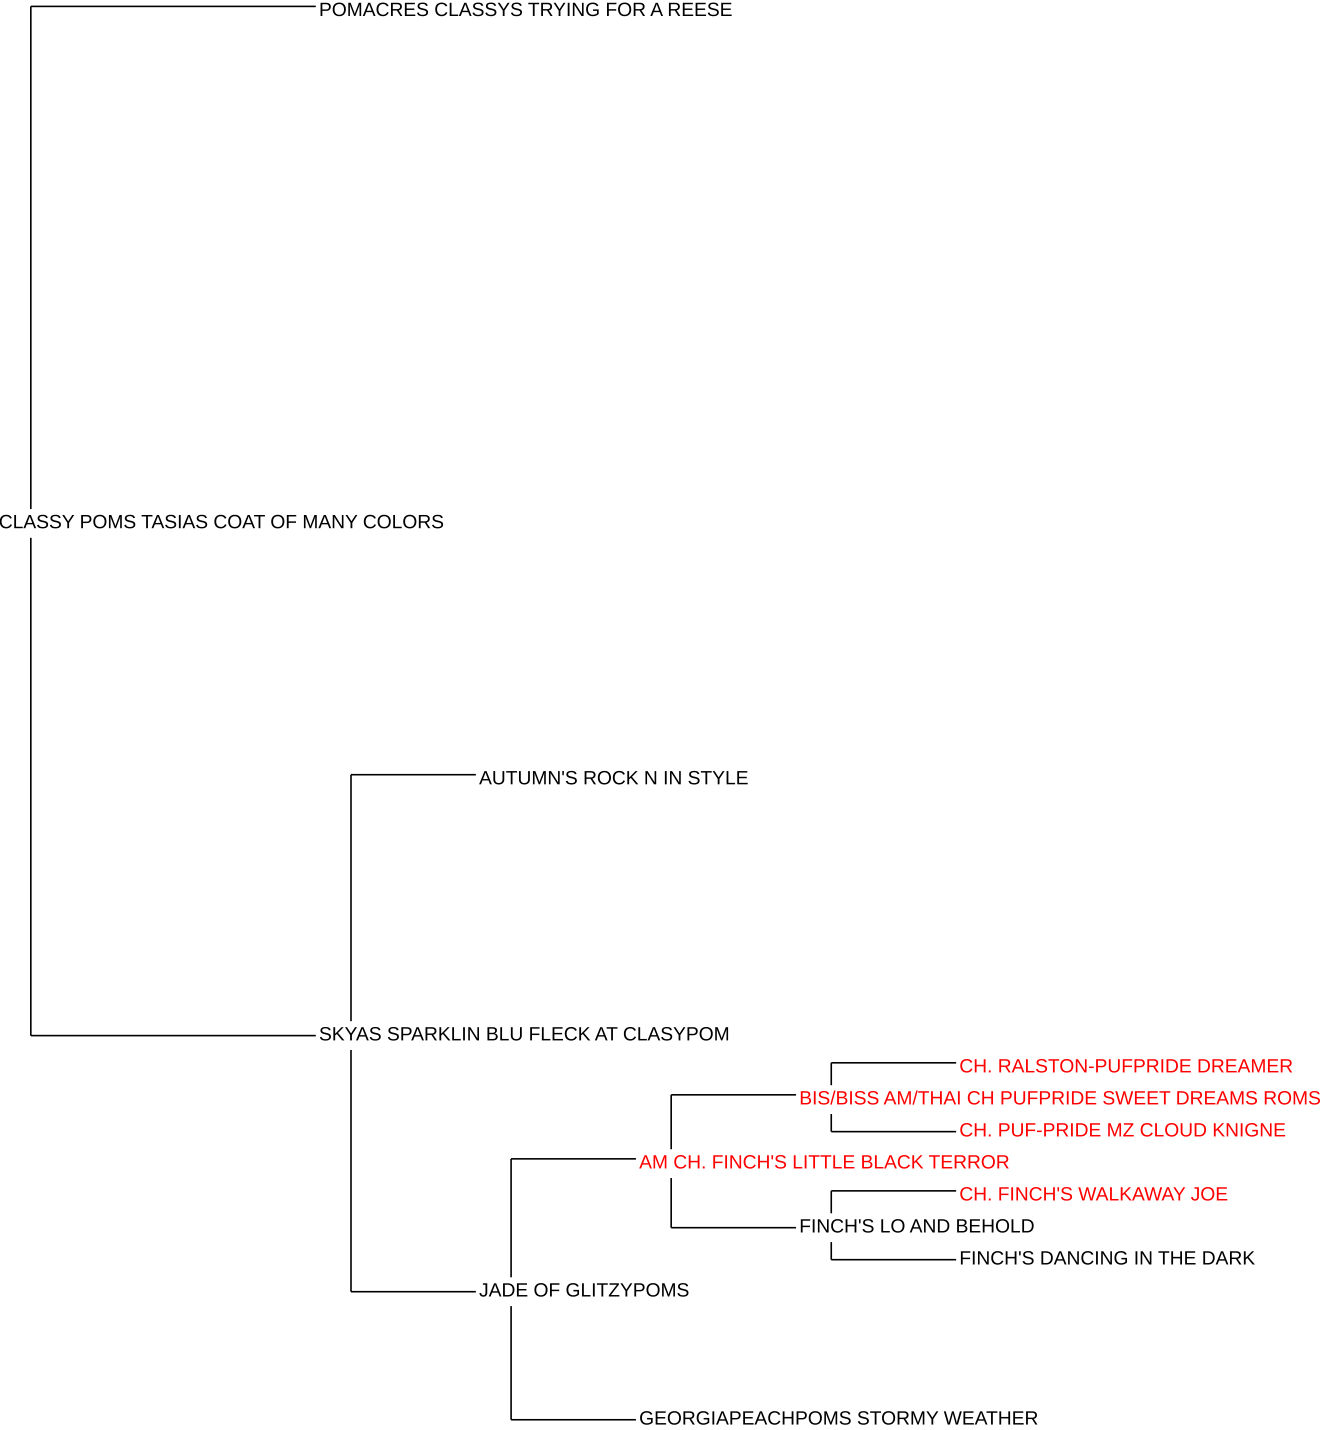 POMACRES CLASSYS TRYING FOR A REESE
CLASSY POMS TASIAS COAT OF MANY COLORS
AUTUMN'S ROCK N IN STYLE
SKYAS SPARKLIN BLU FLECK AT CLASYPOM
CH. RALSTON-PUFPRIDE DREAMER
BIS/BISS AM/THAI CH PUFPRIDE SWEET DREAMS ROMS
CH. PUF-PRIDE MZ CLOUD KNIGNE
AM CH. FINCH'S LITTLE BLACK TERROR
CH. FINCH'S WALKAWAY JOE
FINCH'S LO AND BEHOLD
FINCH'S DANCING IN THE DARK
JADE OF GLITZYPOMS
GEORGIAPEACHPOMS STORMY WEATHER